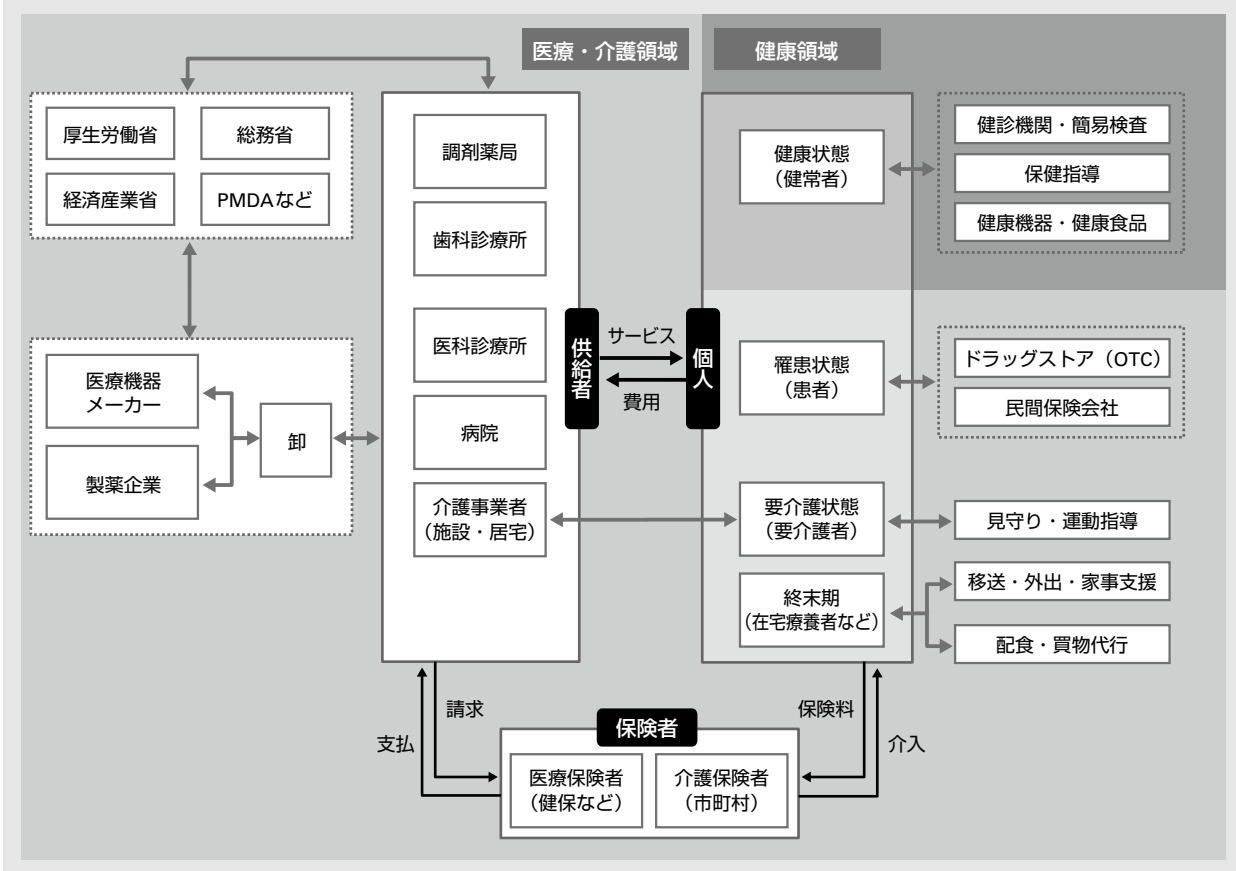 医療・介護領域
健康領域
厚生労働省
総務省
経済産業省
PMDAなど
医療機器
メーカー
製薬企業
卸
調剤薬局
歯科診療所
医科診療所
病院
介護事業者
（施設・居宅）
供給者
サービス
費用
個人
健康状態
（健常者）
罹患状態
（患者）
要介護状態
（要介護者）
終末期
（在宅療養者など）
健診機関・簡易検査
保健指導
健康機器・健康食品
ドラッグストア（OTC）
民間保険会社
見守り・運動指導
移送・外出・家事支援
配食・買物代行
請求
支払
保険料
介入
保険者
医療保険者
（健保など）
介護保険者
（市町村）